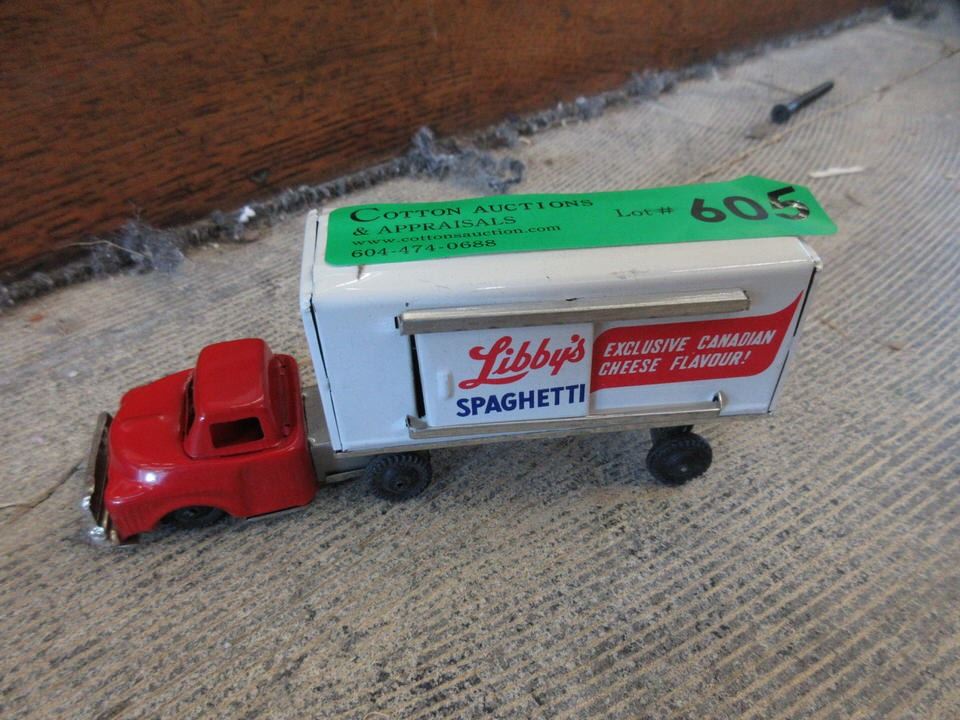 COTTON AUCTIONS
& APPRAISALS
www.cottonsauction.com
604-474-0688
Lot # 605
Libby's
SPAGHETTI
EXCLUSIVE CANADIAN
CHEESE FLAVOUR!